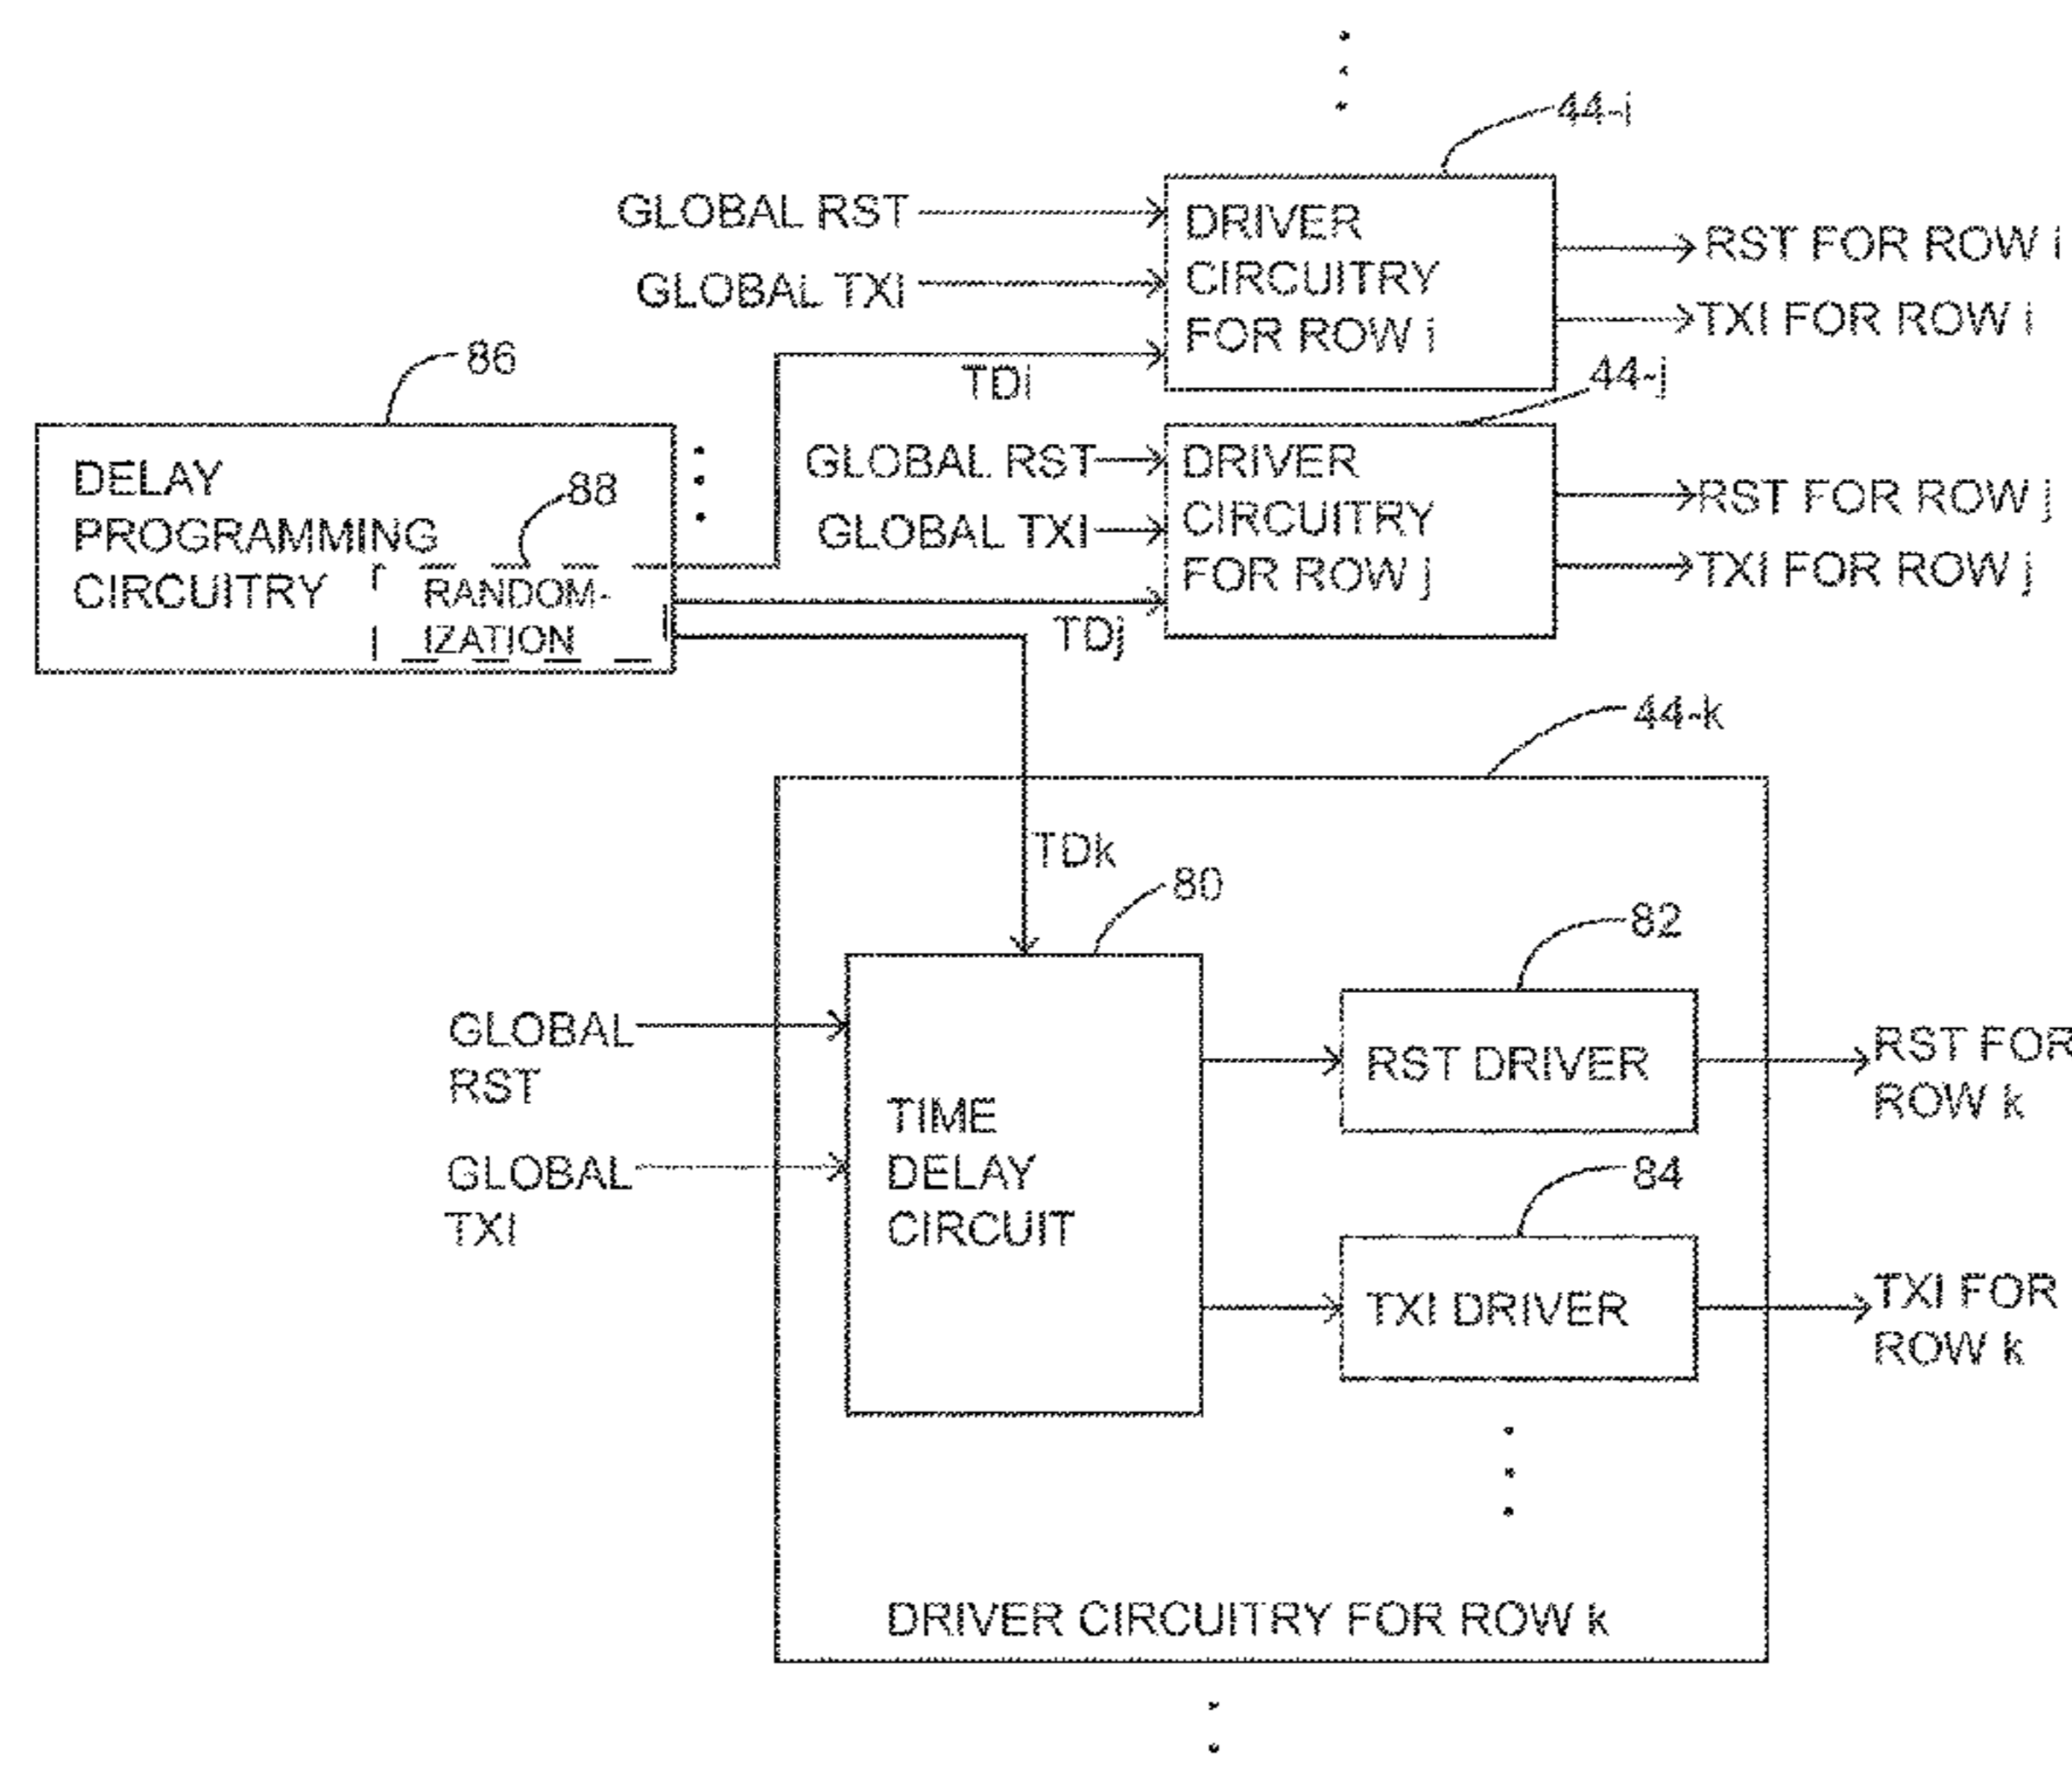 44-i
GLOBAL RST
GLOBAL TXI
DRIVER
CIRCUITRY
FOR ROW i
RST FOR ROW i
TXI FOR ROW i
TDi
86
DELAY
PROGRAMMING
CIRCUITRY
88
RANDOM-
IZATION
44-j
GLOBAL RST
GLOBAL TXI
DRIVER
CIRCUITRY
FOR ROW j
RST FOR ROW j
TXI FOR ROW j
TDj
44-k
TDk
80
82
GLOBAL
RST
GLOBAL
TXI
TIME
DELAY
CIRCUIT
RST DRIVER
RST FOR
ROW k
84
TXI DRIVER
TXI FOR
ROW k
DRIVER CIRCUITRY FOR ROW k